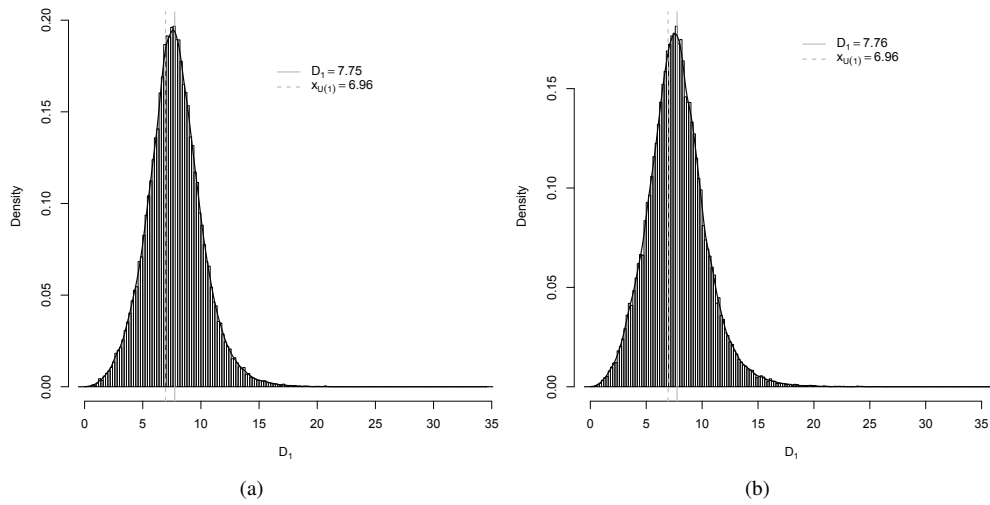 0.20
0.15
0.10
0.05
0.00
Density
D1 = 7.75
xU(1) = 6.96
0 5 10 15 20 25 30 35
D1
(a)
0.15
0.10
0.05
0.00
Density
D1 = 7.76
xU(1) = 6.96
0 5 10 15 20 25 30 35
D1
(b)